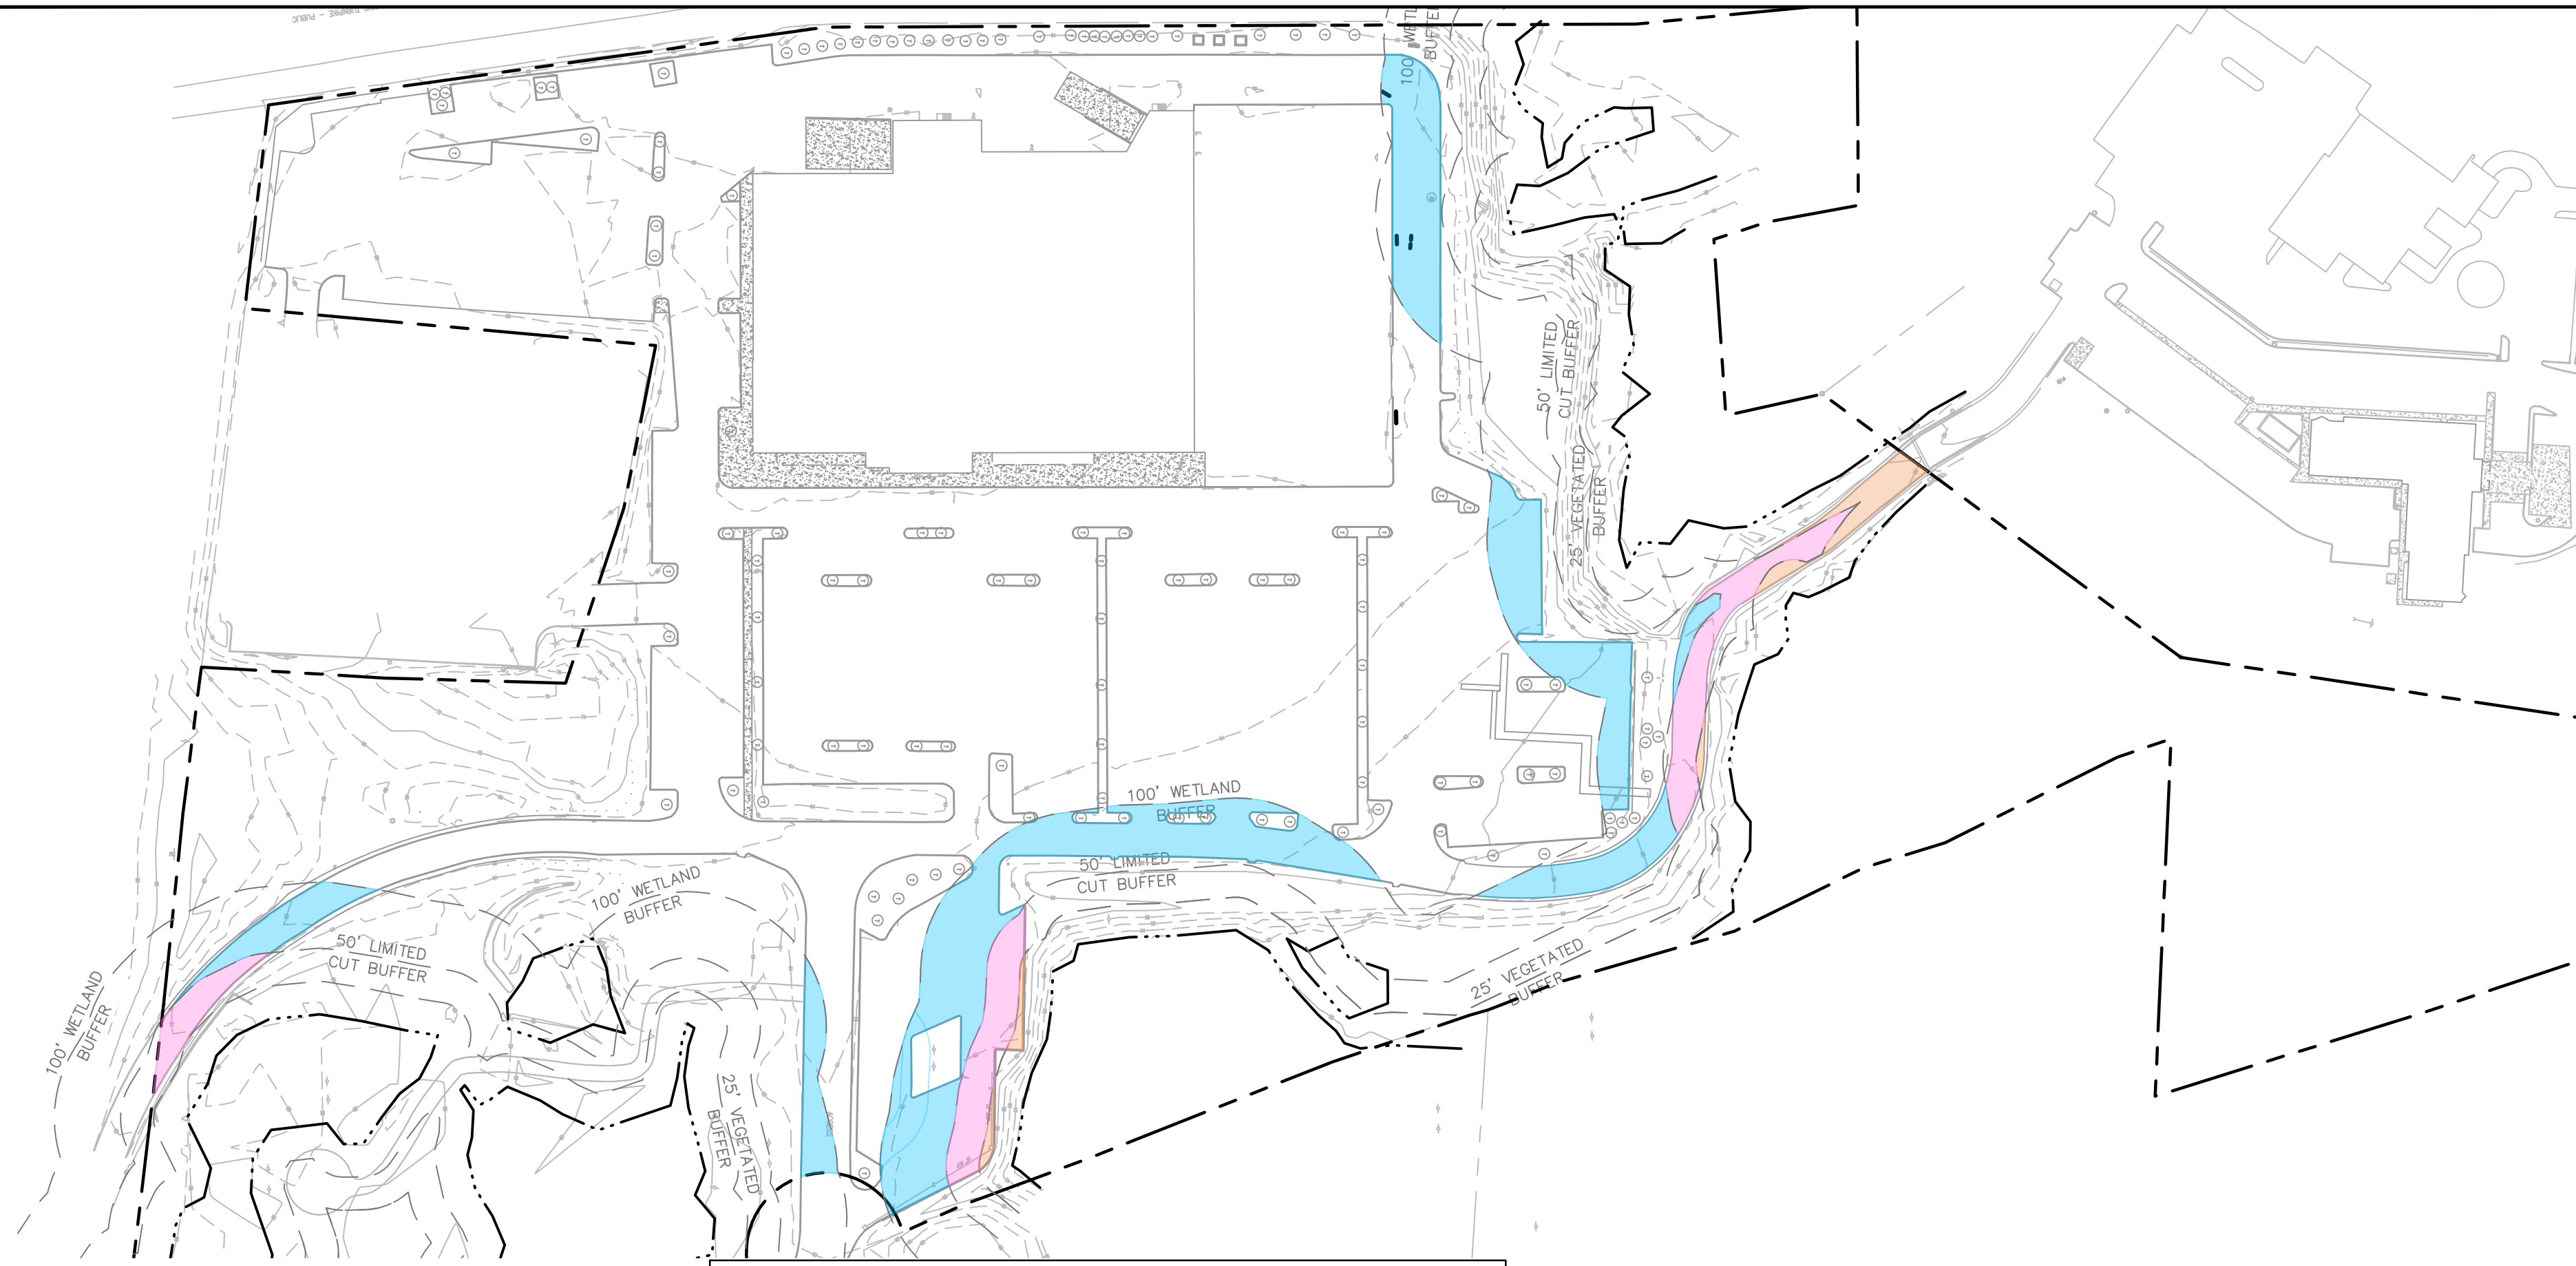 100' WETLAND
BUFFER
50' LIMITED
CUT BUFFER
25' VEGETATED
BUFFER
100' WETLAND
BUFFER
50' LIMITED
CUT BUFFER
100' WETLAND
BUFFER
50' LIMITED
CUT BUFFER
25' VEGETATED
BUFFER
100' WETLAND
BUFFER
25' VEGETATED
BUFFER